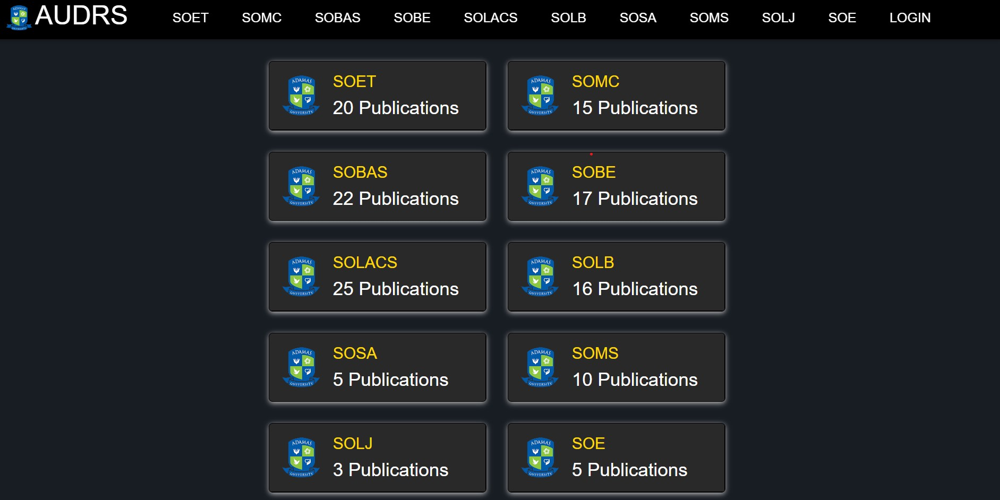 AUDRS SOET SOMC SOBAS SOBE SOLACS SOLB SOSA SOMS SOLJ SOE LOGIN
ADAMAS UNIVERSITY
SOET
20 Publications
ADAMAS UNIVERSITY
SOMC
15 Publications
ADAMAS UNIVERSITY
SOBAS
22 Publications
ADAMAS UNIVERSITY
SOBE
17 Publications
ADAMAS UNIVERSITY
SOLACS
25 Publications
ADAMAS UNIVERSITY
SOLB
16 Publications
ADAMAS UNIVERSITY
SOSA
5 Publications
ADAMAS UNIVERSITY
SOMS
10 Publications
ADAMAS UNIVERSITY
SOLJ
3 Publications
ADAMAS UNIVERSITY
SOE
5 Publications